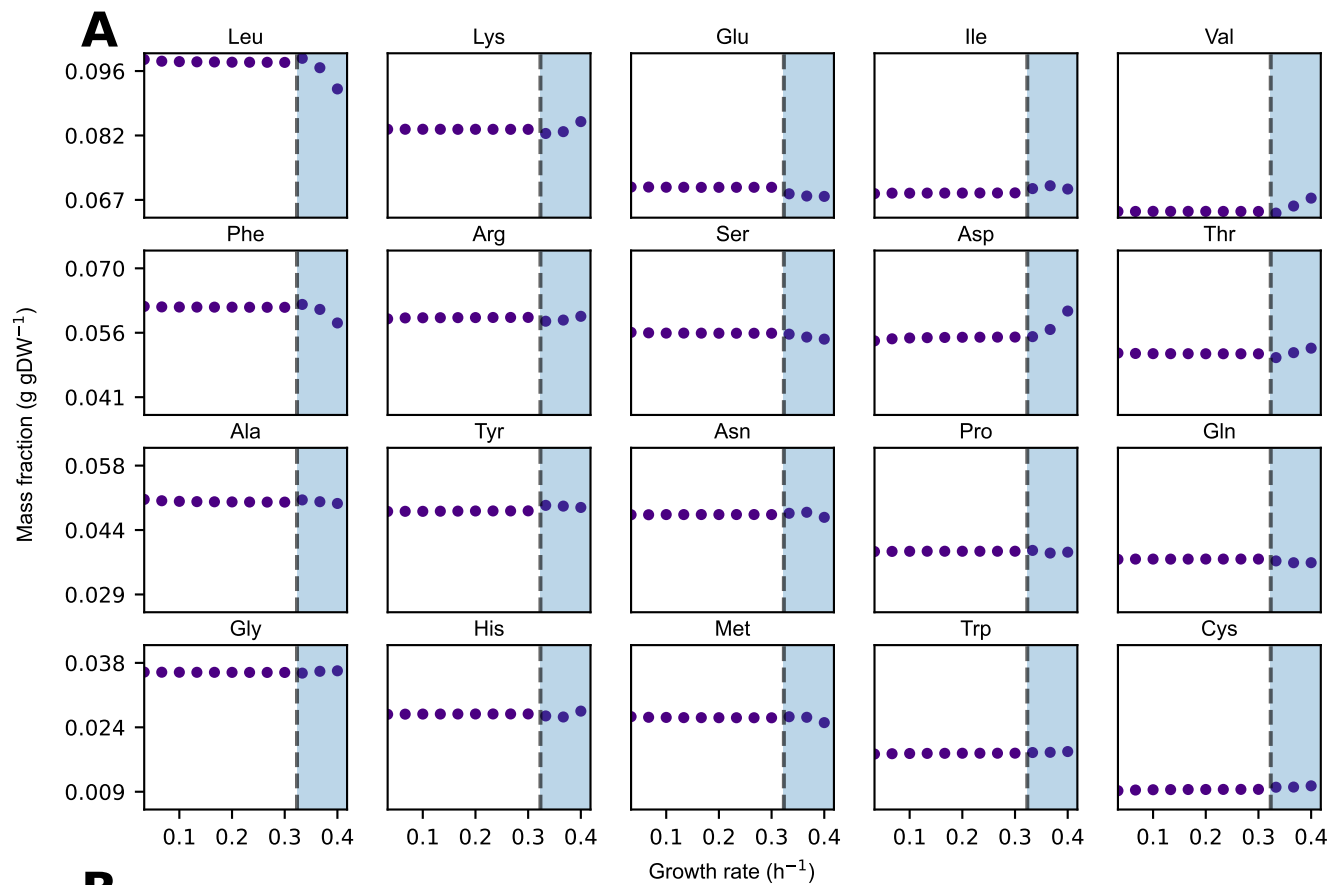 A
Leu Lys Glu Ile Val
0.096
0.082
0.067
Phe Arg Ser Asp Thr
0.070
0.056
0.041
Ala Tyr Asn Pro Gln
0.058
0.044
0.029
Gly His Met Trp Cys
0.038
0.024
0.009
Mass fraction (g gDW⁻¹)
0.1 0.2 0.3 0.4 0.1 0.2 0.3 0.4 0.1 0.2 0.3 0.4 0.1 0.2 0.3 0.4 0.1 0.2 0.3 0.4
Growth rate (h⁻¹)
B